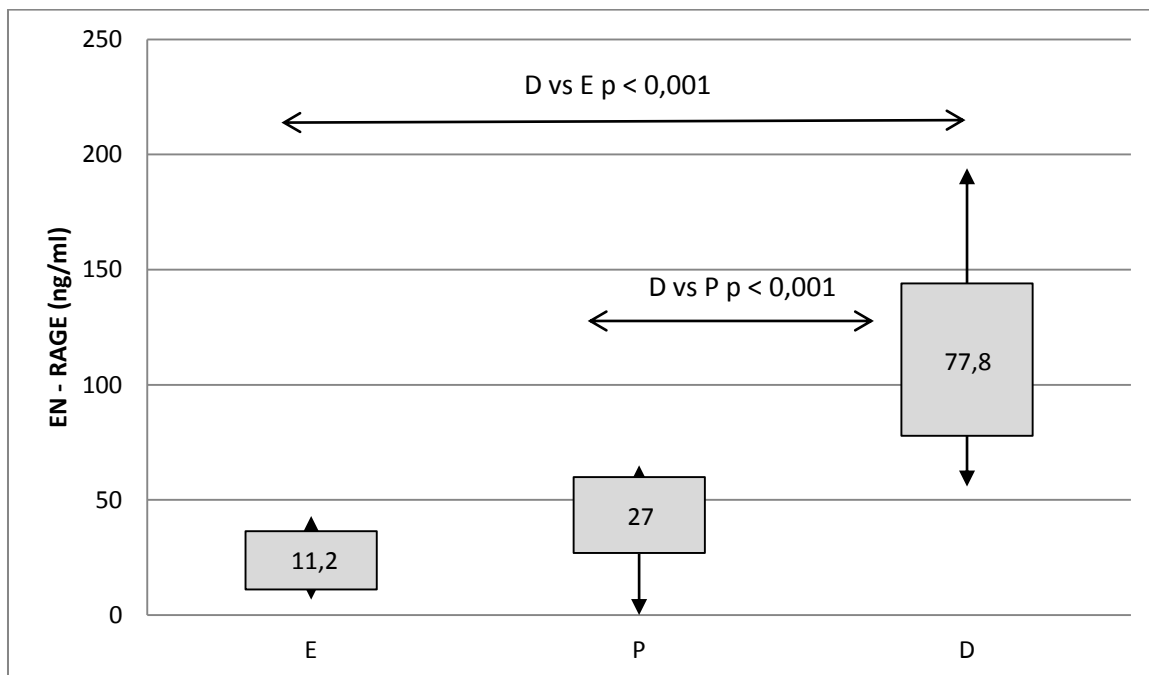 250
D vs E p < 0,001
200
EN - RAGE (ng/ml)
150
D vs P p < 0,001
77,8
100
50
27
11,2
0
E P D